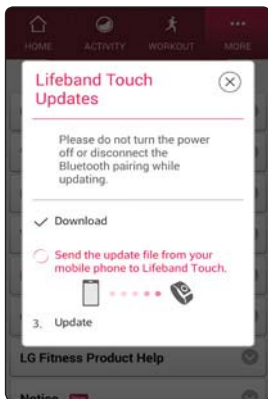 HOME ACTIVITY WORKOUT MORE
Lifeband Touch
Updates
Please do not turn the power
off or disconnect the
Bluetooth pairing while
updating.
Download
Send the update file from your
mobile phone to Lifeband Touch.
3. Update
LG Fitness Product Help
Notice